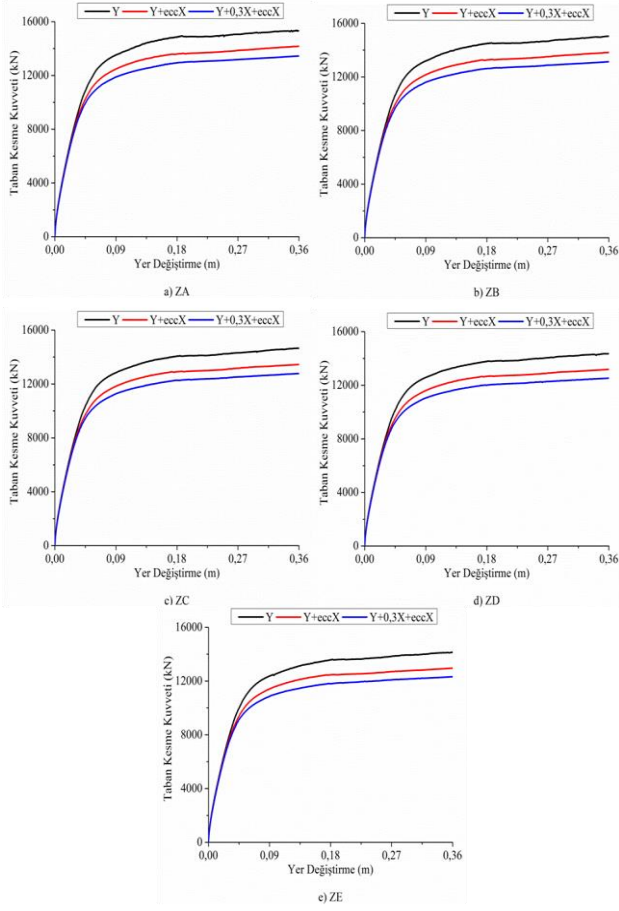 Y Y+eccX Y+0,3X+eccX
Taban Kesme Kuvveti (kN)
16000
12000
8000
4000
0
0,00 0,09 0,18 0,27 0,36
Yer Değiştirme (m)
a) ZA
Y Y+eccX Y+0,3X+eccX
Taban Kesme Kuvveti (kN)
16000
12000
8000
4000
0
0,00 0,09 0,18 0,27 0,36
Yer Değiştirme (m)
b) ZB
Y Y+eccX Y+0,3X+eccX
Taban Kesme Kuvveti (kN)
16000
12000
8000
4000
0
0,00 0,09 0,18 0,27 0,36
Yer Değiştirme (m)
c) ZC
Y Y+eccX Y+0,3X+eccX
Taban Kesme Kuvveti (kN)
16000
12000
8000
4000
0
0,00 0,09 0,18 0,27 0,36
Yer Değiştirme (m)
d) ZD
Y Y+eccX Y+0,3X+eccX
Taban Kesme Kuvveti (kN)
16000
12000
8000
4000
0
0,00 0,09 0,18 0,27 0,36
Yer Değiştirme (m)
e) ZE